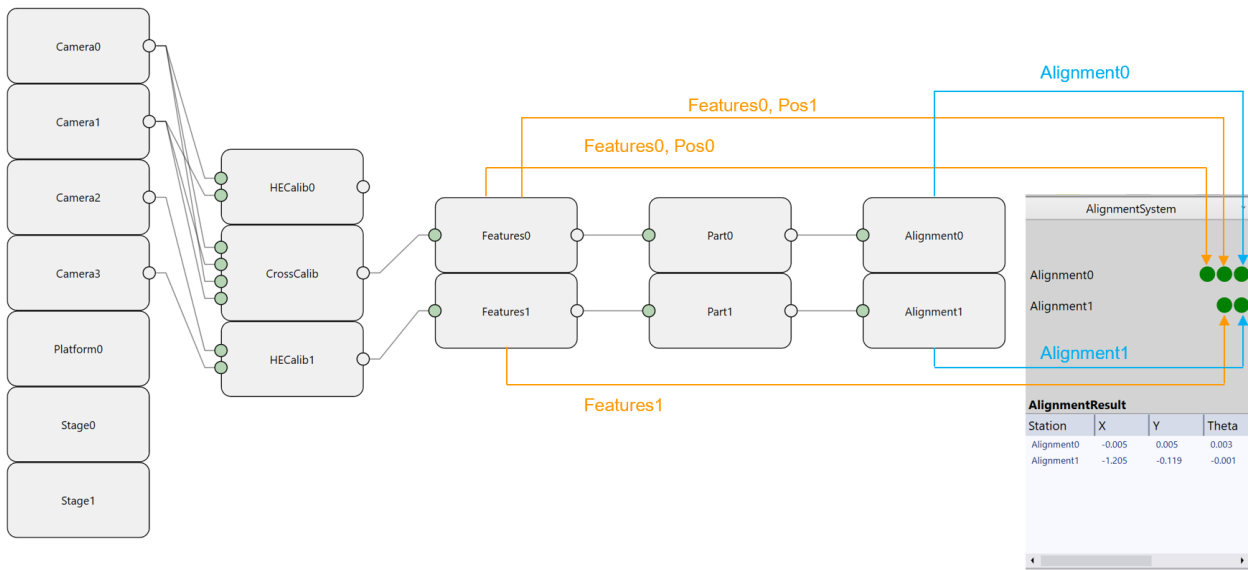 Camera0
Camera1
Camera2
Camera3
Platform0
Stage0
Stage1
HECalib0
CrossCalib
HECalib1
Features0
Features1
Part0
Part1
Alignment0
Alignment1
Alignment0
Features0, Pos1
Features0, Pos0
Alignment1
Features1
AlignmentSystem
Alignment0
Alignment1
AlignmentResult
Station X Y Theta
Alignment0 -0.005 0.005 0.003
Alignment1 -1.205 -0.119 -0.001